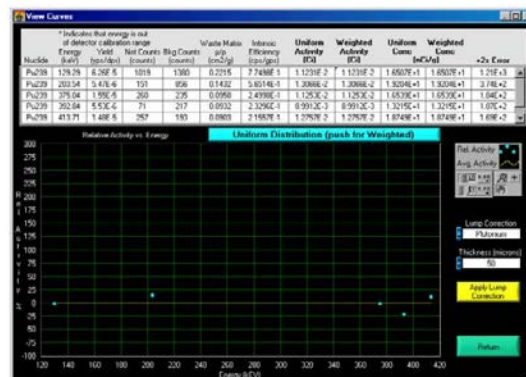 View Curves
* Indicates that energy is out
of detector calibration range
Nuclide Energy (keV) Yield (γps/dps) Net Counts (counts) Bkg Counts (counts) Waste Matrix μ/ρ (cm2/g) Intrinsic Efficiency (cps/γps) Uniform Activity (Ci) Weighted Activity (Ci) Uniform Conc Weighted Conc (nCi/g) +2s Error
Pu239 129.29 6.26E-5 1019 1380 0.2215 7.7498E-1 1.1231E-2 1.1231E-2 1.6507E+1 1.6507E+1 1.21E+3
Pu239 203.54 5.47E-6 151 856 0.1432 5.6514E-1 1.3066E-2 1.3066E-2 1.9204E+1 1.9204E+1 3.74E+2
Pu239 375.04 1.55E-5 260 235 0.0950 2.4998E-1 1.1253E-2 1.1253E-2 1.6539E+1 1.6539E+1
Pu239 392.84 5.53E-6 71 217 0.0932 2.3296E-1 0.9912E-3 1.3215E+1 1.3215E+1
Pu239 413.71 1.48E-5 257 193 0.0903 1.2757E-2 1.2757E-2 1.8749E+1 1.8749E+1 1.69E+2
Relative Activity vs. Energy
Uniform Distribution (push for Weighted)
300
275
250
225
200
175
150
125
100
75
50
25
0
-25
-50
-75
-100
120 140 160 180 200 220 240 260 280 300 320 340 360 380 400 420
Energy (keV)
Rel. Activity
Avg. Activity
Lump Correction
Plutonium
Thickness (microns)
50
Apply Lump
Correction
Return